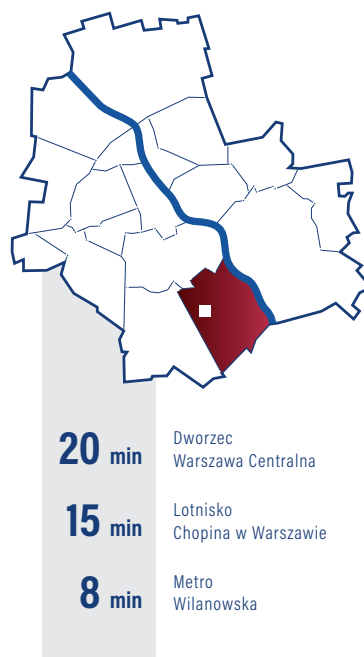 20 min
Dworzec
Warszawa Centralna
15 min
Lotnisko
Chopina w Warszawie
8 min
Metro
Wilanowska